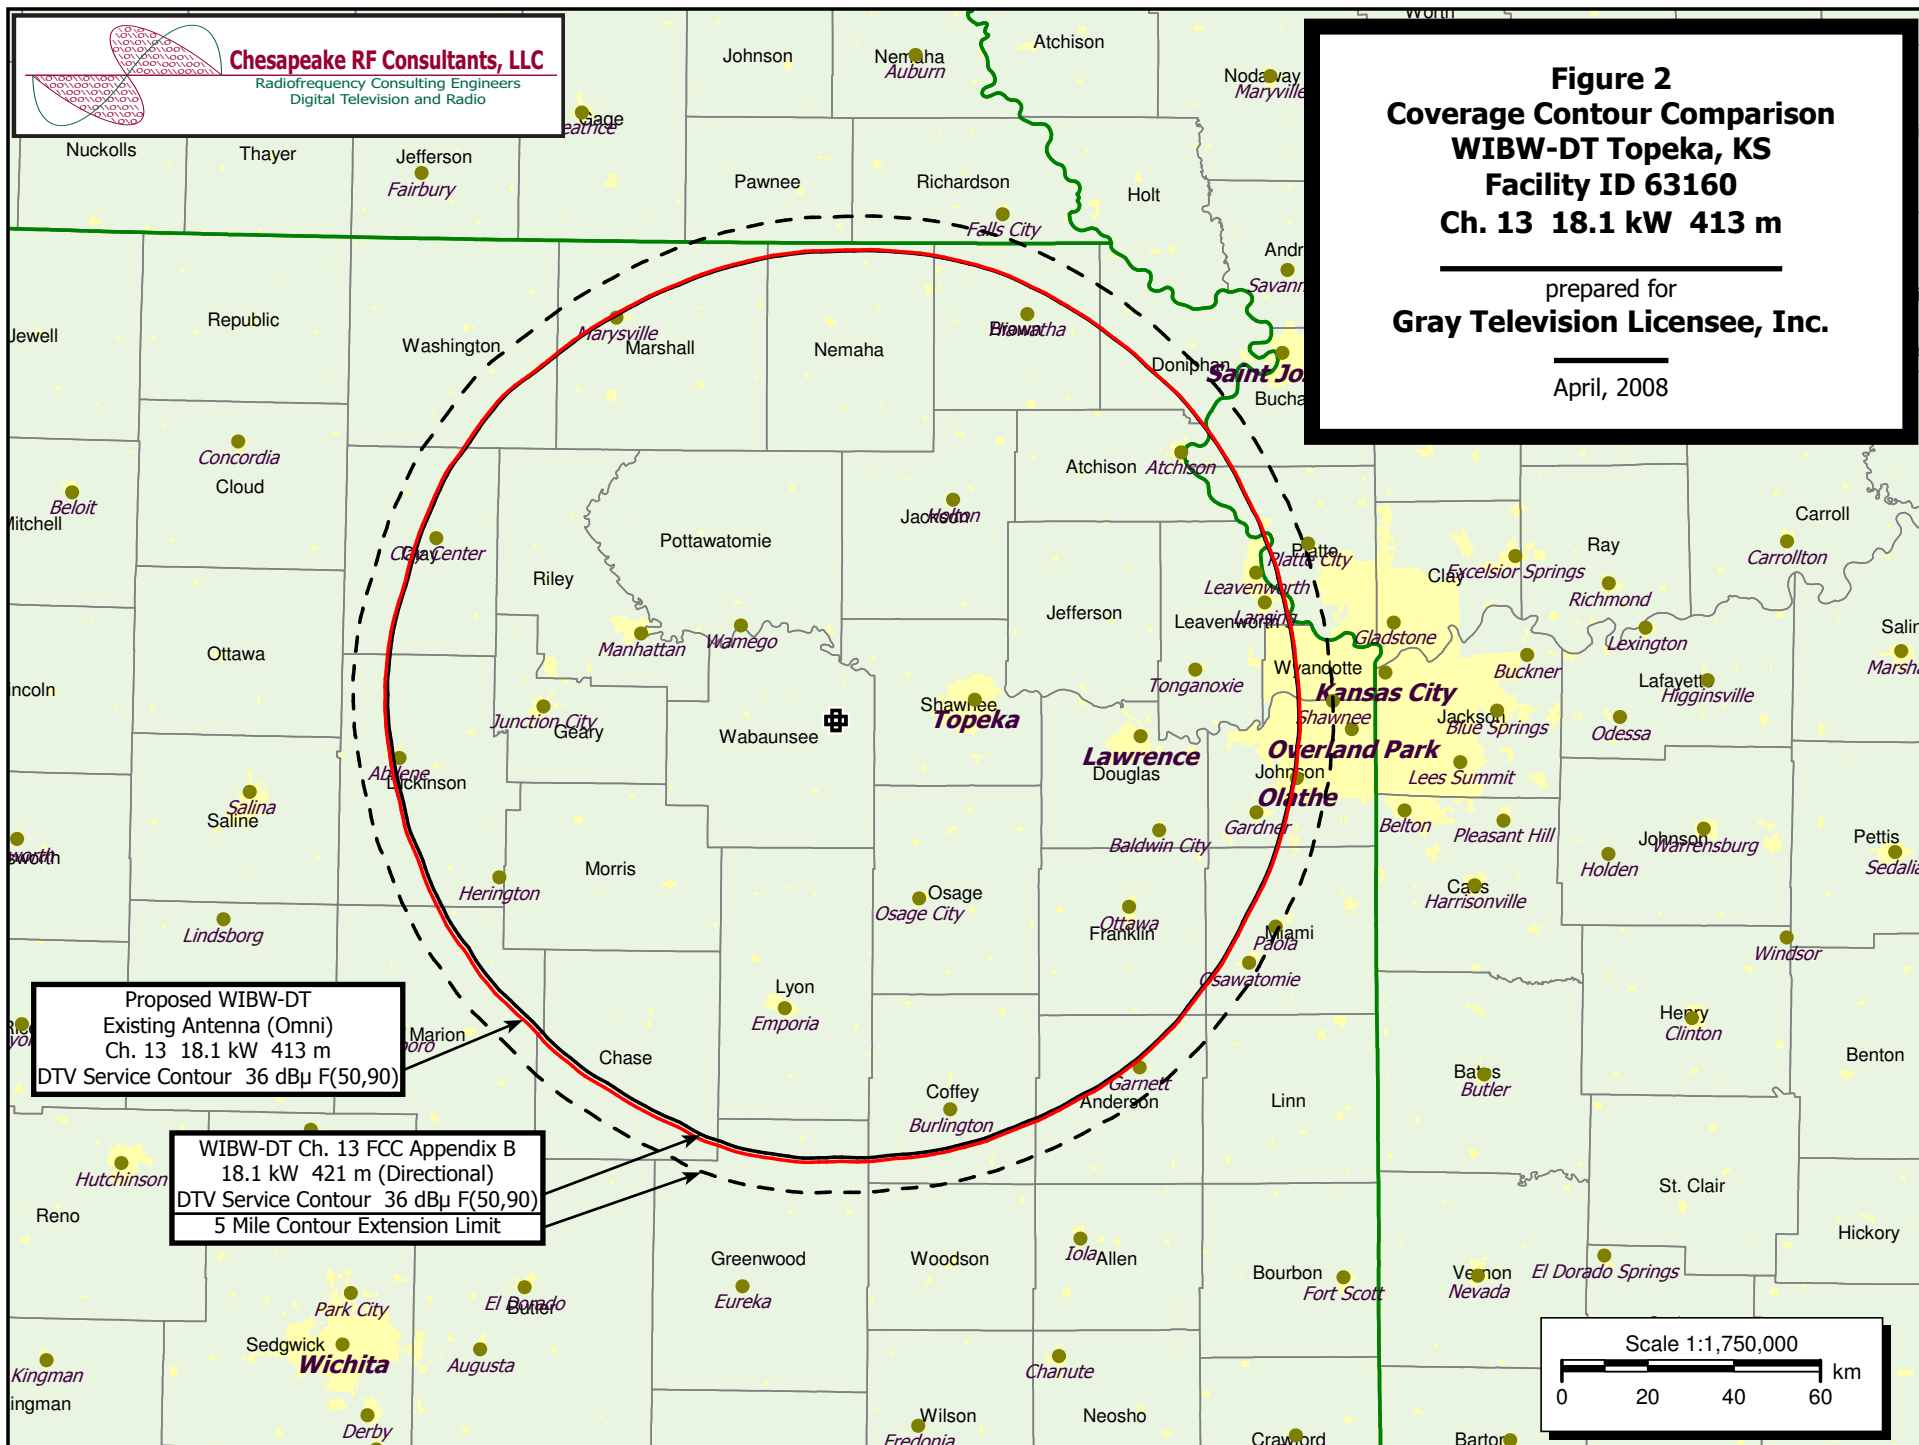 Chesapeake RF Consultants, LLC
Radiofrequency Consulting Engineers
Digital Television and Radio
Figure 2
Coverage Contour Comparison
WIBW-DT Topeka, KS
Facility ID 63160
Ch. 13 18.1 kW 413 m
prepared for
Gray Television Licensee, Inc.
April, 2008
Worth
Johnson
Nemaha
Auburn
Atchison
Nodaway
Maryville
Gage
Nuckolls
Thayer
Jefferson
Fairbury
Pawnee
Richardson
Falls City
Holt
Jewell
Republic
Washington
Marysville
Marshall
Nemaha
Brown
Hiawatha
Doniphan
Concordia
Cloud
Beloit
Mitchell
Atchison
Atchison
Jackson
Holton
Pottawatomie
Clay Center
Clay
Riley
Platte
Platte City
Clay
Excelsior Springs
Ray
Richmond
Carroll
Carrollton
Leavenworth
Lansing
Leavenworth
Jefferson
Gladstone
Lexington
Manhattan
Wamego
Ottawa
Tonganoxie
Wyandotte
Kansas City
Buckner
Lafayette
Higginsville
Junction City
Geary
Wabaunsee
Shawnee
Topeka
Shawnee
Jackson
Blue Springs
Odessa
Lawrence
Douglas
Overland Park
Johnson
Olathe
Lees Summit
Abilene
Dickinson
Salina
Saline
Gardner
Baldwin City
Belton
Pleasant Hill
Johnson
Warrensburg
Holden
Pettis
Sedalia
Morris
Herington
Osage
Osage City
Ottawa
Franklin
Cass
Harrisonville
Lindsborg
Miami
Paola
Osawatomie
Windsor
Proposed WIBW-DT
Existing Antenna (Omni)
Ch. 13 18.1 kW 413 m
DTV Service Contour 36 dBµ F(50,90)
Marion
Lyon
Emporia
Chase
Henry
Clinton
Benton
Garnett
Anderson
Coffey
Burlington
Linn
Bates
Butler
WIBW-DT Ch. 13 FCC Appendix B
18.1 kW 421 m (Directional)
DTV Service Contour 36 dBµ F(50,90)
5 Mile Contour Extension Limit
Hutchinson
Reno
St. Clair
Hickory
Greenwood
Eureka
Woodson
Iola
Allen
Bourbon
Fort Scott
Vernon
Nevada
El Dorado Springs
Park City
El Dorado
Butler
Sedgwick
Wichita
Augusta
Kingman
Derby
Chanute
Wilson
Fredonia
Neosho
Crawford
Barton
Scale 1:1,750,000
km
0 20 40 60